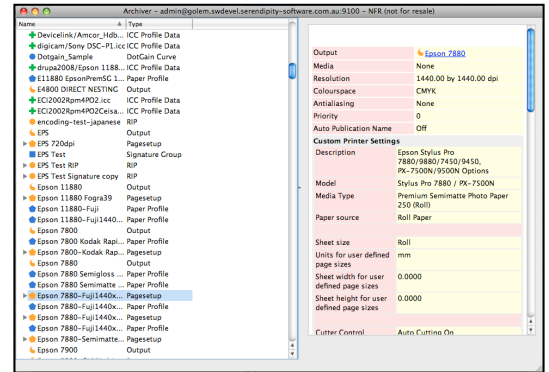 Archiver - admin@golem.swdevel.serendipity-software.com.au:9100 - NFR (not for resale)
Name Type
Devicelink/Amcor_Hdb... ICC Profile Data
digicam/Sony DSC-P1.icc ICC Profile Data
Dotgain_Sample DotGain Curve
drupa2008/Epson 1188... ICC Profile Data
E11880 EpsonPremSG 1... Paper Profile
E4800 DIRECT NESTING Output
ECI2002Rpm4PO2.icc ICC Profile Data
ECI2002Rpm4PO2Ceisa... ICC Profile Data
encoding-test-japanese RIP
EPS Output
EPS 720dpi Pagesetup
EPS Test Signature Group
EPS Test RIP RIP
EPS Test Signature copy RIP
Epson 11880 Output
Epson 11880 Fogra39 Pagesetup
Epson 11880-Fuji Paper Profile
Epson 11880-Fuji1440... Paper Profile
Epson 7800 Output
Epson 7800 Kodak Rapi... Paper Profile
Epson 7800-Kodak Rap... Pagesetup
Epson 7880 Output
Epson 7880 Semigloss ... Paper Profile
Epson 7880 Semimatte ... Paper Profile
Epson 7880-Fuji1440x... Pagesetup
Epson 7880-Fuji1440x... Paper Profile
Epson 7880-Fuji1440x... Pagesetup
Epson 7880-Fuji1440x... Paper Profile
Epson 7880-Semimatte... Pagesetup
Epson 7900 Output
Output Epson 7880
Media None
Resolution 1440.00 by 1440.00 dpi
Colourspace CMYK
Antialiasing None
Priority 0
Auto Publication Name Off
Custom Printer Settings
Description Epson Stylus Pro
7880/9880/7450/9450,
PX-7500N/9500N Options
Model Stylus Pro 7880 / PX-7500N
Media Type Premium Semimatte Photo Paper
250 (Roll)
Paper source Roll Paper
Sheet size Roll
Units for user defined mm
page sizes
Sheet width for user 0.0000
defined page sizes
Sheet height for user 0.0000
defined page sizes
Cutter Control Auto Cutting On